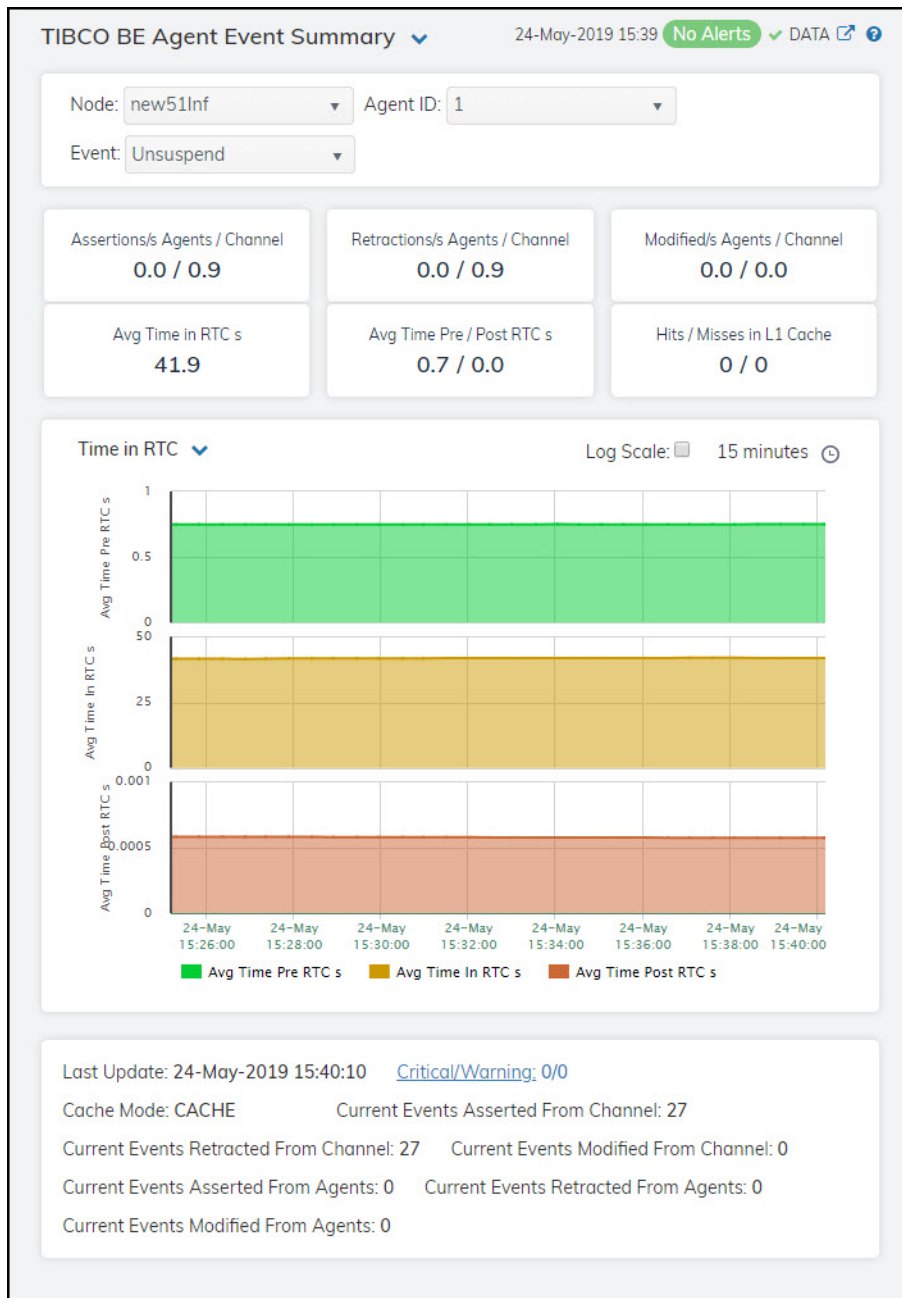 TIBCO BE Agent Event Summary
24-May-2019 15:39 No Alerts DATA
Node: new51Inf Agent ID: 1
Event: Unsuspend
Assertions/s Agents / Channel
0.0 / 0.9
Retractions/s Agents / Channel
0.0 / 0.9
Modified/s Agents / Channel
0.0 / 0.0
Avg Time in RTC s
41.9
Avg Time Pre / Post RTC s
0.7 / 0.0
Hits / Misses in L1 Cache
0 / 0
Time in RTC
Log Scale: 15 minutes
Avg Time Pre RTC s
1
0.5
0
Avg Time In RTC s
50
25
0
Avg Time Post RTC s
0.001
0.0005
0
24-May 24-May 24-May 24-May 24-May 24-May 24-May 24-May
15:26:00 15:28:00 15:30:00 15:32:00 15:34:00 15:36:00 15:38:00 15:40:00
Avg Time Pre RTC s Avg Time In RTC s Avg Time Post RTC s
Last Update: 24-May-2019 15:40:10 Critical/Warning: 0/0
Cache Mode: CACHE Current Events Asserted From Channel: 27
Current Events Retracted From Channel: 27 Current Events Modified From Channel: 0
Current Events Asserted From Agents: 0 Current Events Retracted From Agents: 0
Current Events Modified From Agents: 0